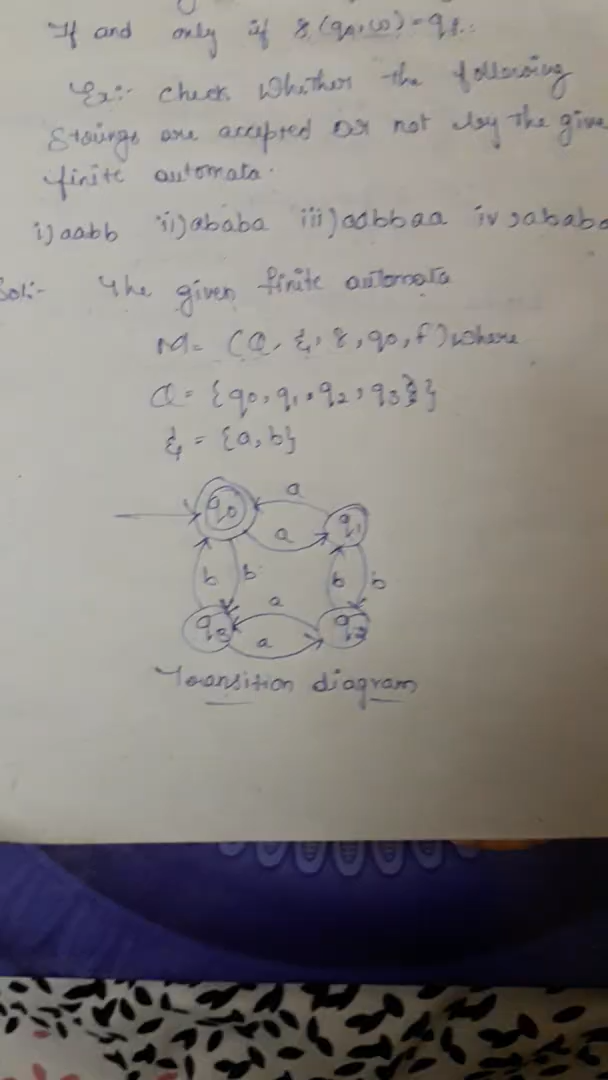 If and only if δ(q0,ω)=qf.
Ex:- Check Whether the following
Strings are accepted or not by the give
finite automata.
i) aabb ii) ababa iii) aabbaa iv) ababa
Sol:- The given finite automata
M= (Q, Σ, δ, q0, F) where
Q = {q0, q1, q2, q3}}
Σ = {a, b}
a
q0 q1
a
b b b b
a
q3 q2
a
Transition diagram